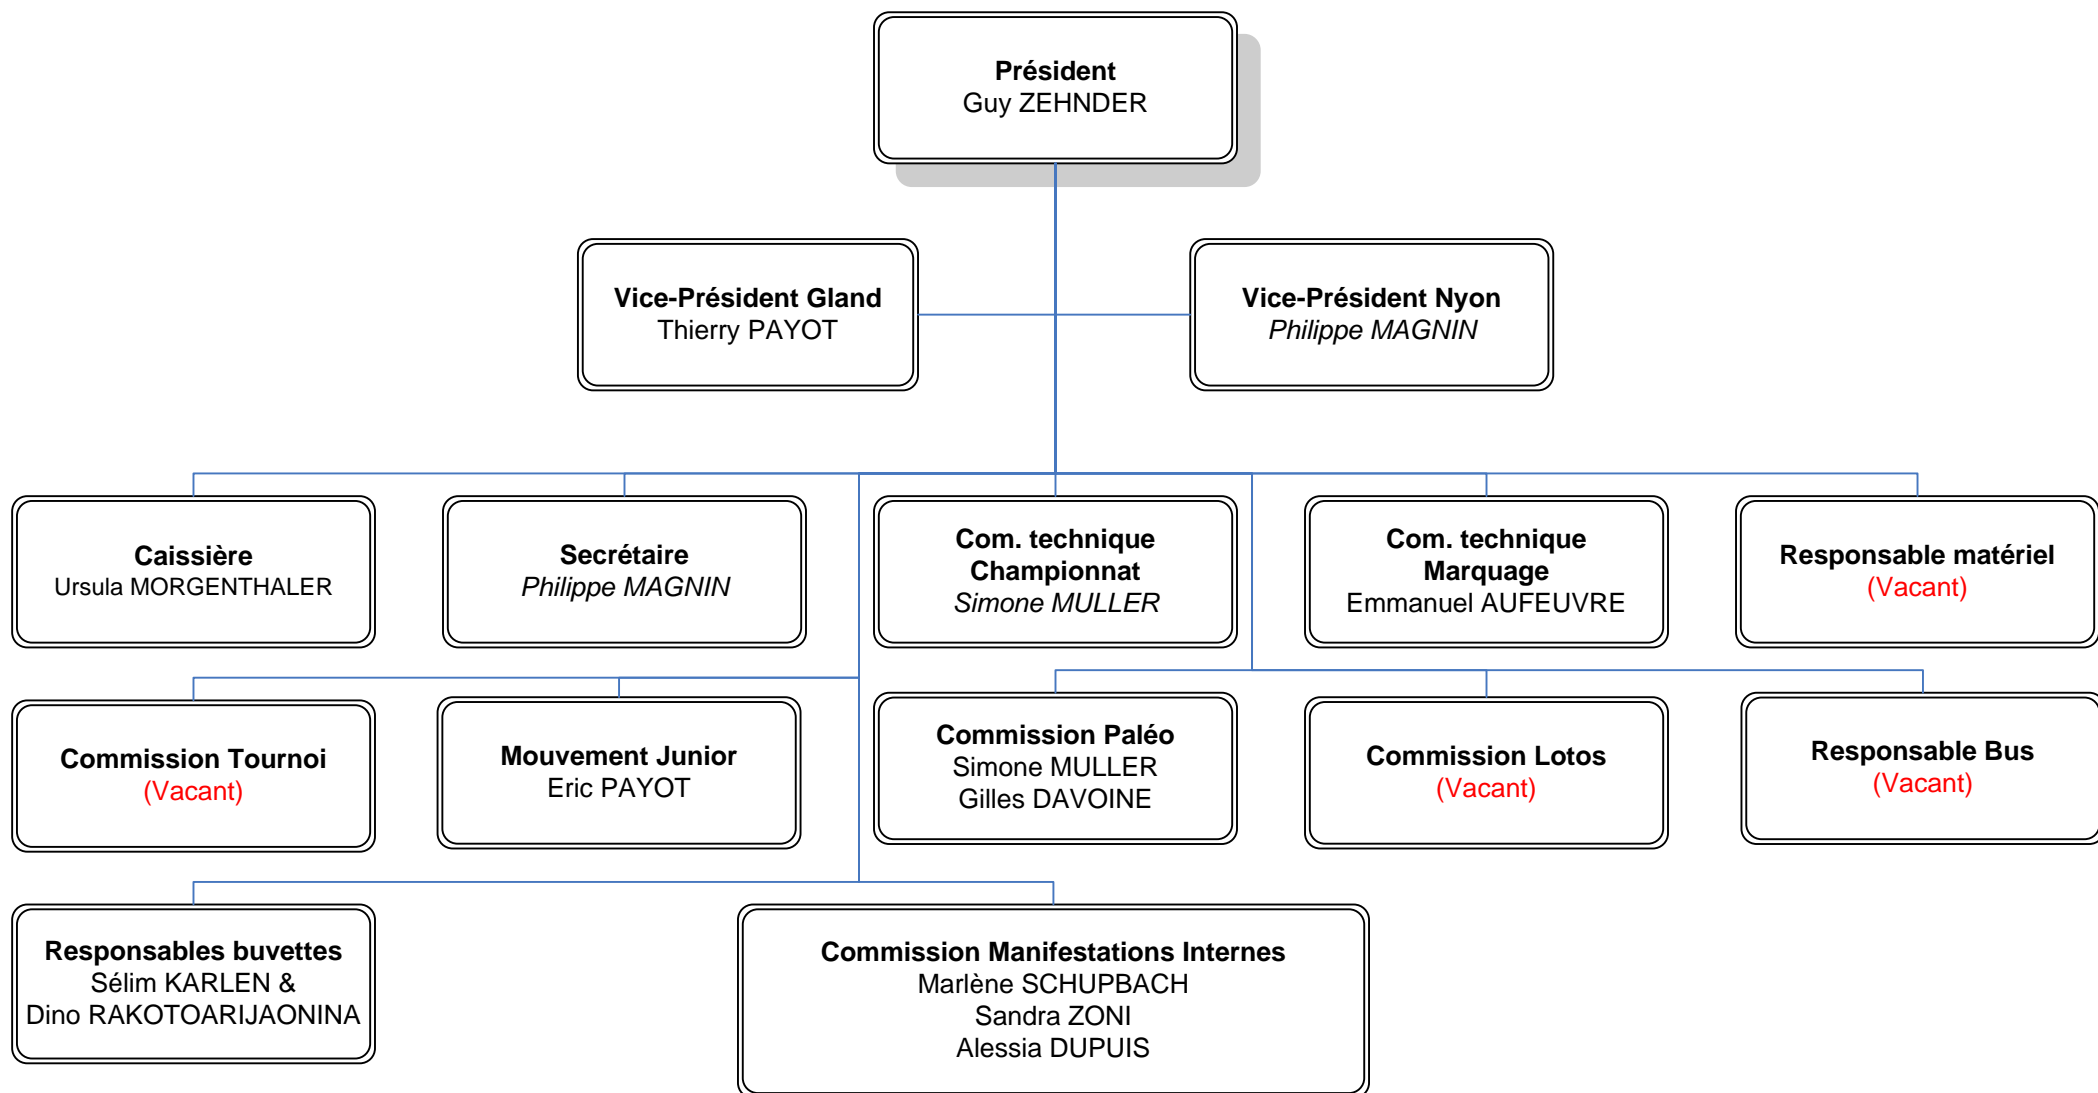 Président
Guy ZEHNDER
Vice-Président Gland
Thierry PAYOT
Vice-Président Nyon
Philippe MAGNIN
Caissière
Ursula MORGENTHALER
Secrétaire
Philippe MAGNIN
Com. technique
Championnat
Simone MULLER
Com. technique
Marquage
Emmanuel AUFEUVRE
Responsable matériel
(Vacant)
Commission Tournoi
(Vacant)
Mouvement Junior
Eric PAYOT
Commission Paléo
Simone MULLER
Gilles DAVOINE
Commission Lotos
(Vacant)
Responsable Bus
(Vacant)
Responsables buvettes
Sélim KARLEN &
Dino RAKOTOARIJAONINA
Commission Manifestations Internes
Marlène SCHUPBACH
Sandra ZONI
Alessia DUPUIS